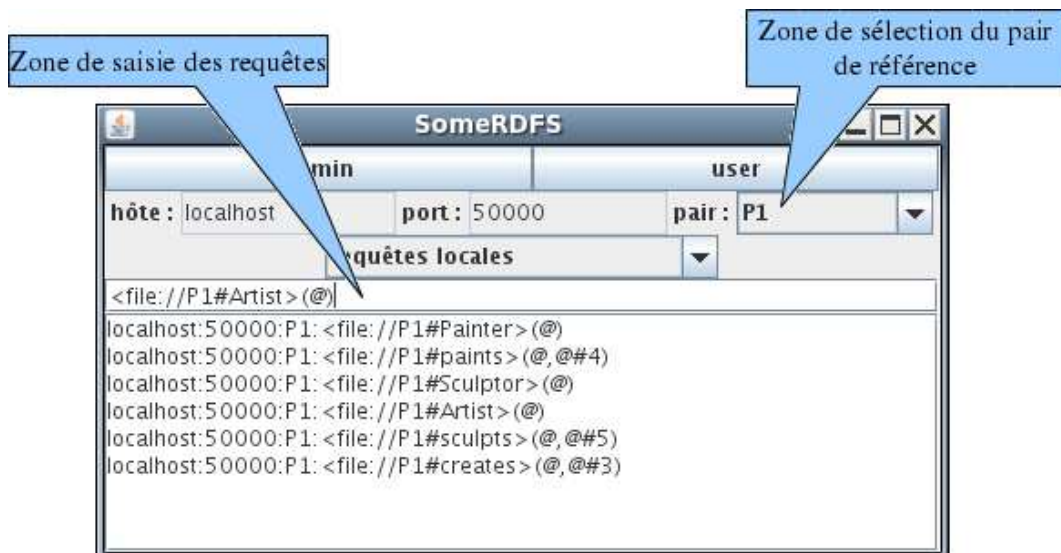 Zone de saisie des requêtes
Zone de sélection du pair
de référence
SomeRDFS
min
user
hôte : localhost
port : 50000
pair : P1
equêtes locales
<file://P1#Artist>(@)
localhost:50000:P1: <file://P1#Painter>(@)
localhost:50000:P1: <file://P1#paints>(@,@#4)
localhost:50000:P1: <file://P1#Sculptor>(@)
localhost:50000:P1: <file://P1#Artist>(@)
localhost:50000:P1: <file://P1#sculpts>(@,@#5)
localhost:50000:P1: <file://P1#creates>(@,@#3)